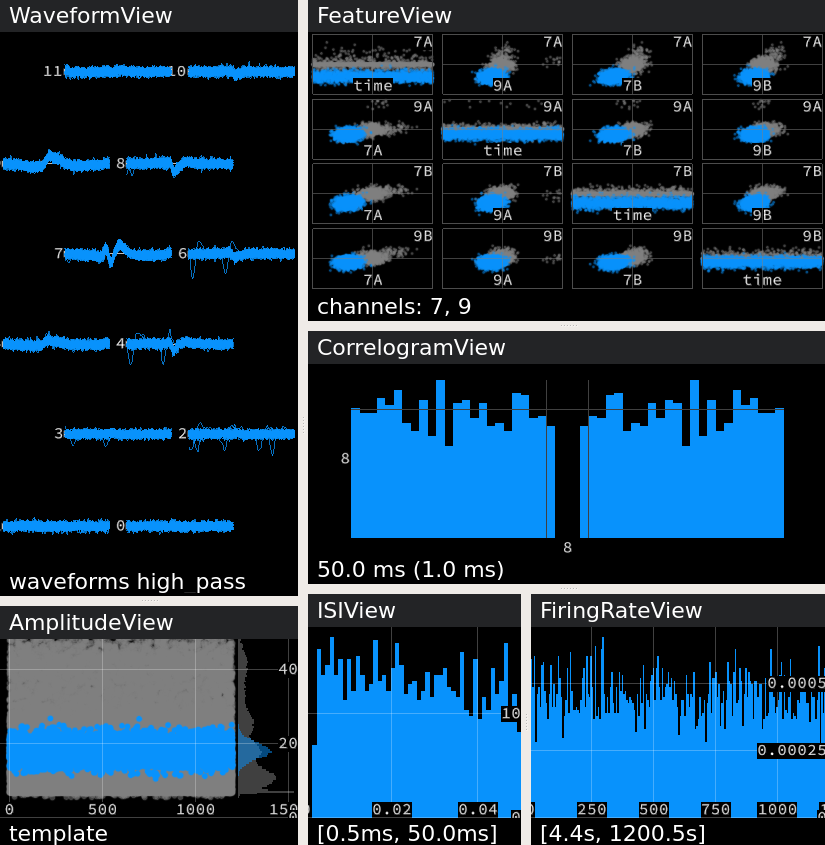 WaveformView
11 10
8
7 6
4
3 2
0
waveforms high_pass
FeatureView
7A 7A 7A 7A
time 9A 7B 9B
9A 9A 9A 9A
7A time 7B 9B
7B 7B 7B 7B
7A 9A time 9B
9B 9B 9B 9B
7A 9A 7B time
channels: 7, 9
CorrelogramView
8
8
50.0 ms (1.0 ms)
AmplitudeView
40
20
0 500 1000 150
template
ISIView
10
0.02 0.04
[0.5ms, 50.0ms]
FiringRateView
0.0005
0.00025
250 500 750 1000
[4.4s, 1200.5s]